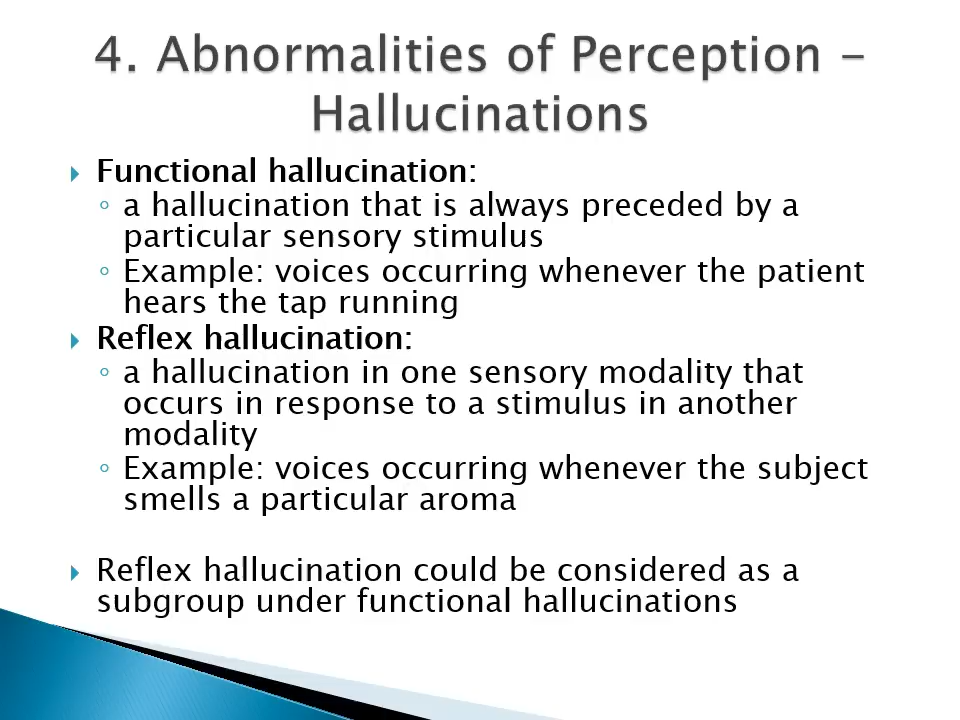 4. Abnormalities of Perception -
Hallucinations
Functional hallucination:
a hallucination that is always preceded by a
particular sensory stimulus
Example: voices occurring whenever the patient
hears the tap running
Reflex hallucination:
a hallucination in one sensory modality that
occurs in response to a stimulus in another
modality
Example: voices occurring whenever the subject
smells a particular aroma
Reflex hallucination could be considered as a
subgroup under functional hallucinations